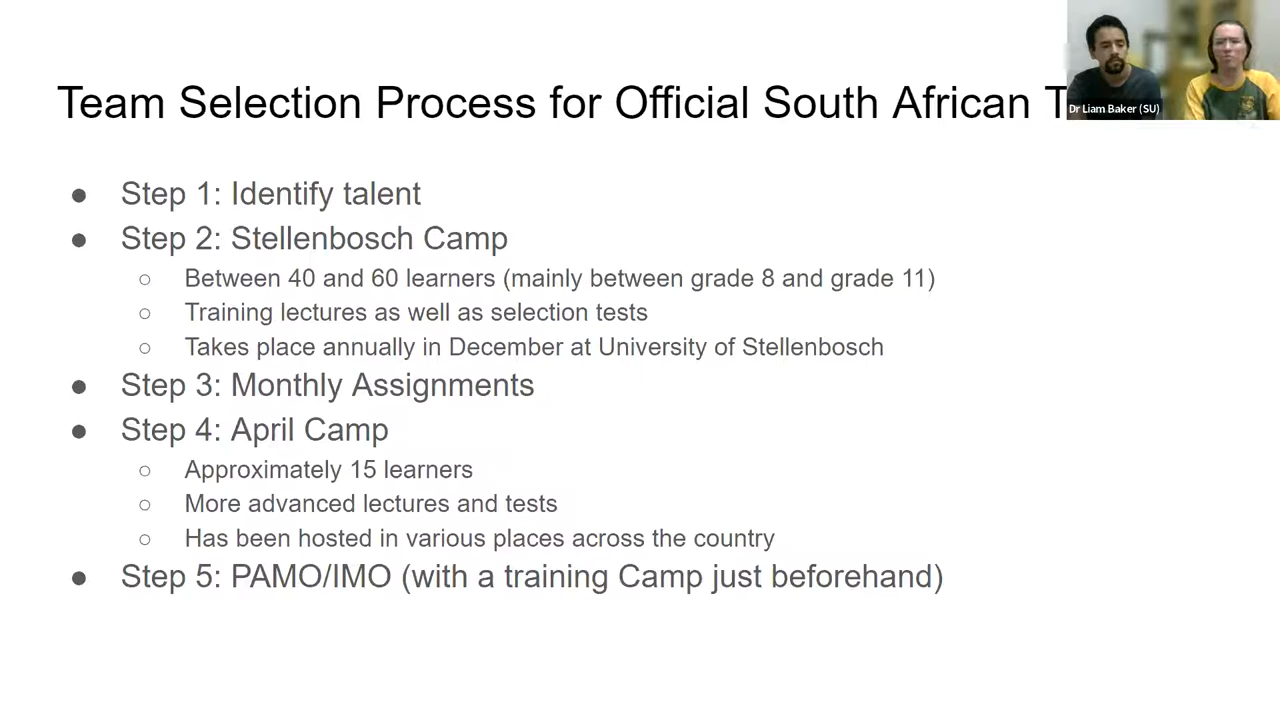 Team Selection Process for Official South African T
Dr Liam Baker (SU)
● Step 1: Identify talent
● Step 2: Stellenbosch Camp
○ Between 40 and 60 learners (mainly between grade 8 and grade 11)
○ Training lectures as well as selection tests
○ Takes place annually in December at University of Stellenbosch
● Step 3: Monthly Assignments
● Step 4: April Camp
○ Approximately 15 learners
○ More advanced lectures and tests
○ Has been hosted in various places across the country
● Step 5: PAMO/IMO (with a training Camp just beforehand)